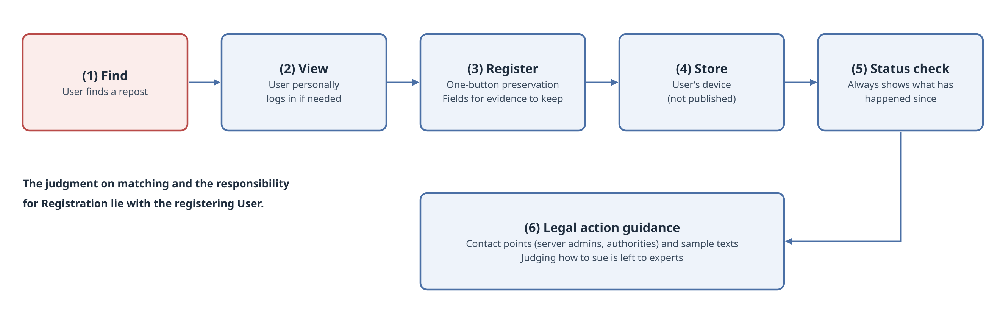 (1) Find
User finds a repost
(2) View
User personally
logs in if needed
(3) Register
One-button preservation
Fields for evidence to keep
(4) Store
User’s device
(not published)
(5) Status check
Always shows what has
happened since
The judgment on matching and the responsibility
for Registration lie with the registering User.
(6) Legal action guidance
Contact points (server admins, authorities) and sample texts
Judging how to sue is left to experts